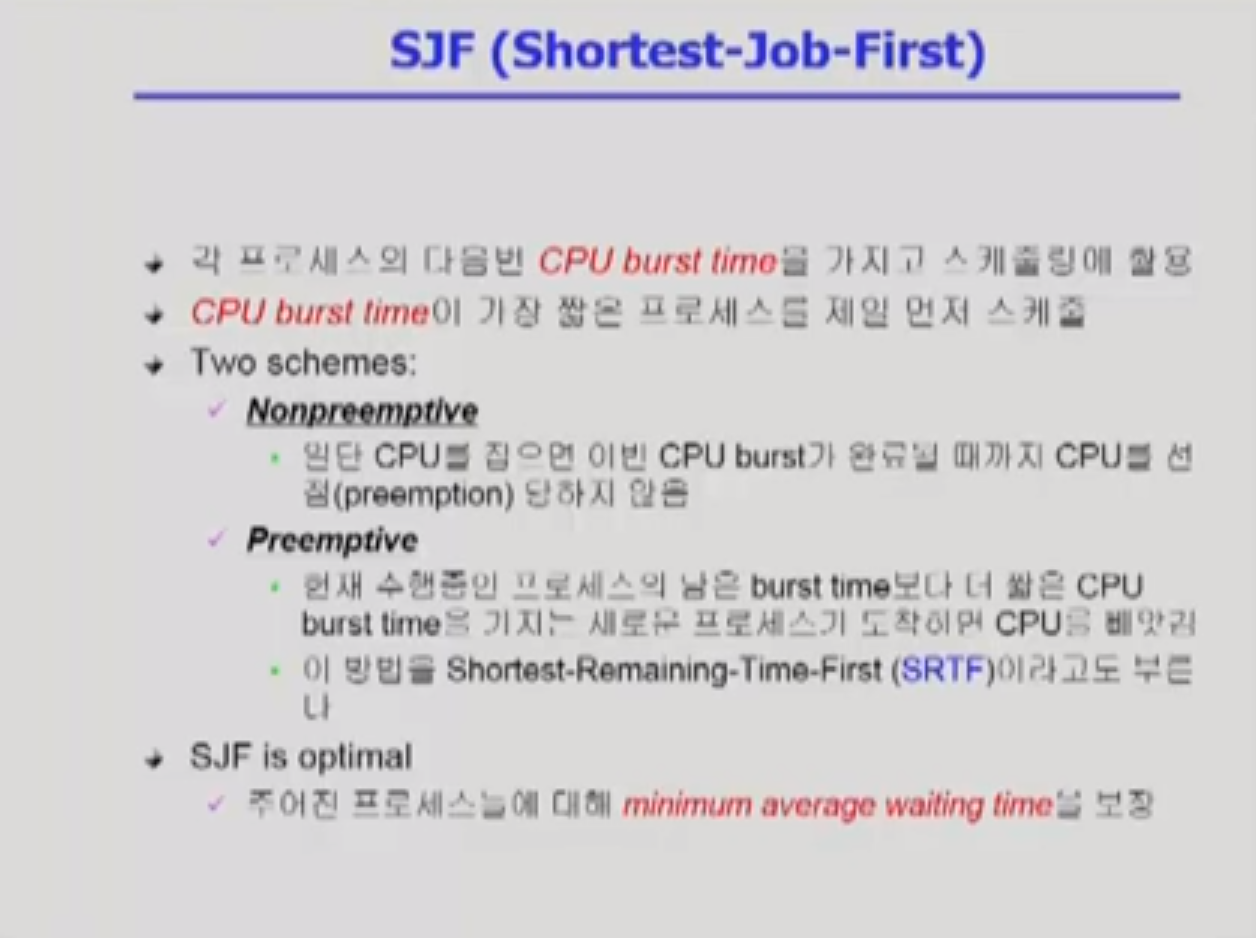 SJF (Shortest-Job-First)
각 프로세스의 다음번 CPU burst time을 가지고 스케줄링에 활용
CPU burst time이 가장 짧은 프로세스를 제일 먼저 스케줄
Two schemes:
Nonpreemptive
일단 CPU를 잡으면 이번 CPU burst가 완료될 때까지 CPU를 선
점(preemption) 당하지 않음
Preemptive
현재 수행중인 프로세스의 남은 burst time보다 더 짧은 CPU
burst time을 가지는 새로운 프로세스가 도착하면 CPU를 빼앗김
이 방법을 Shortest-Remaining-Time-First (SRTF)이라고도 부른
다
SJF is optimal
주어진 프로세스들에 대해 minimum average waiting time을 보장